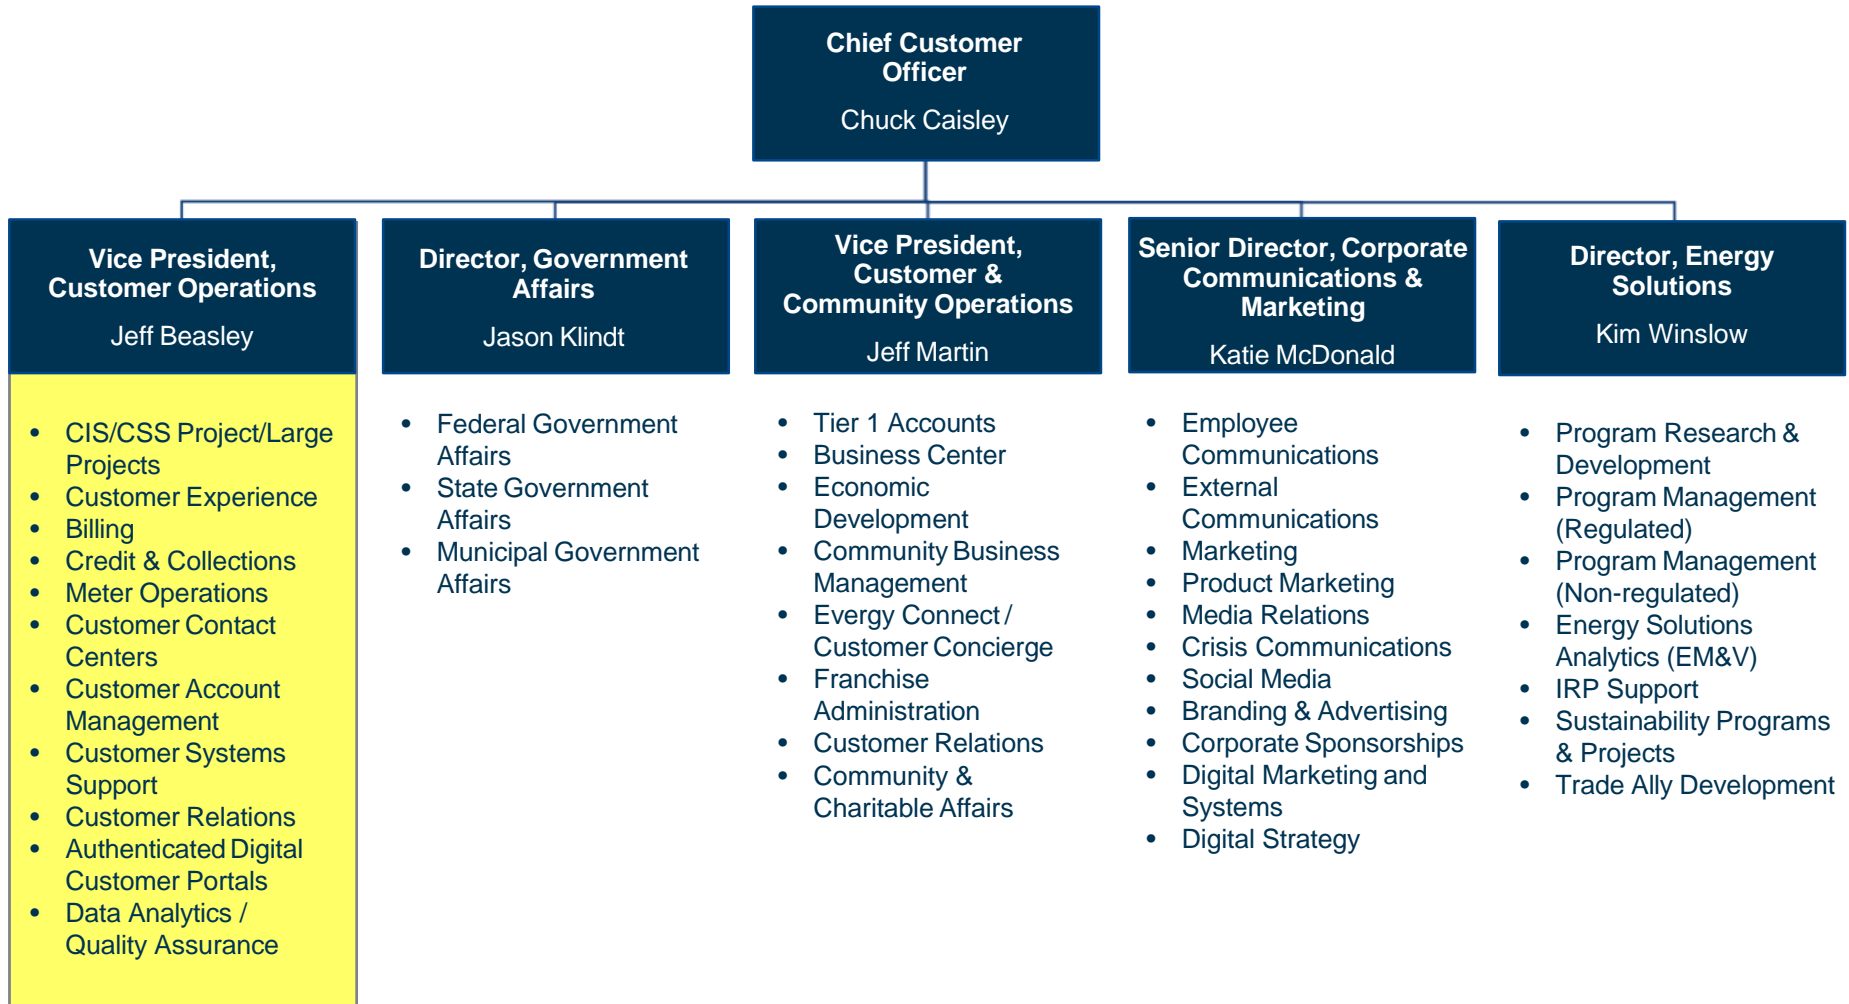 Chief Customer
Officer
Chuck Caisley
Vice President,
Customer Operations
Jeff Beasley
• CIS/CSS Project/Large
Projects
• Customer Experience
• Billing
• Credit & Collections
• Meter Operations
• Customer Contact
Centers
• Customer Account
Management
• Customer Systems
Support
• Customer Relations
• Authenticated Digital
Customer Portals
• Data Analytics /
Quality Assurance
Director, Government
Affairs
Jason Klindt
• Federal Government
Affairs
• State Government
Affairs
• Municipal Government
Affairs
Vice President,
Customer &
Community Operations
Jeff Martin
• Tier 1 Accounts
• Business Center
• Economic
Development
• Community Business
Management
• Evergy Connect /
Customer Concierge
• Franchise
Administration
• Customer Relations
• Community &
Charitable Affairs
Senior Director, Corporate
Communications &
Marketing
Katie McDonald
• Employee
Communications
• External
Communications
• Marketing
• Product Marketing
• Media Relations
• Crisis Communications
• Social Media
• Branding & Advertising
• Corporate Sponsorships
• Digital Marketing and
Systems
• Digital Strategy
Director, Energy
Solutions
Kim Winslow
• Program Research &
Development
• Program Management
(Regulated)
• Program Management
(Non-regulated)
• Energy Solutions
Analytics (EM&V)
• IRP Support
• Sustainability Programs
& Projects
• Trade Ally Development